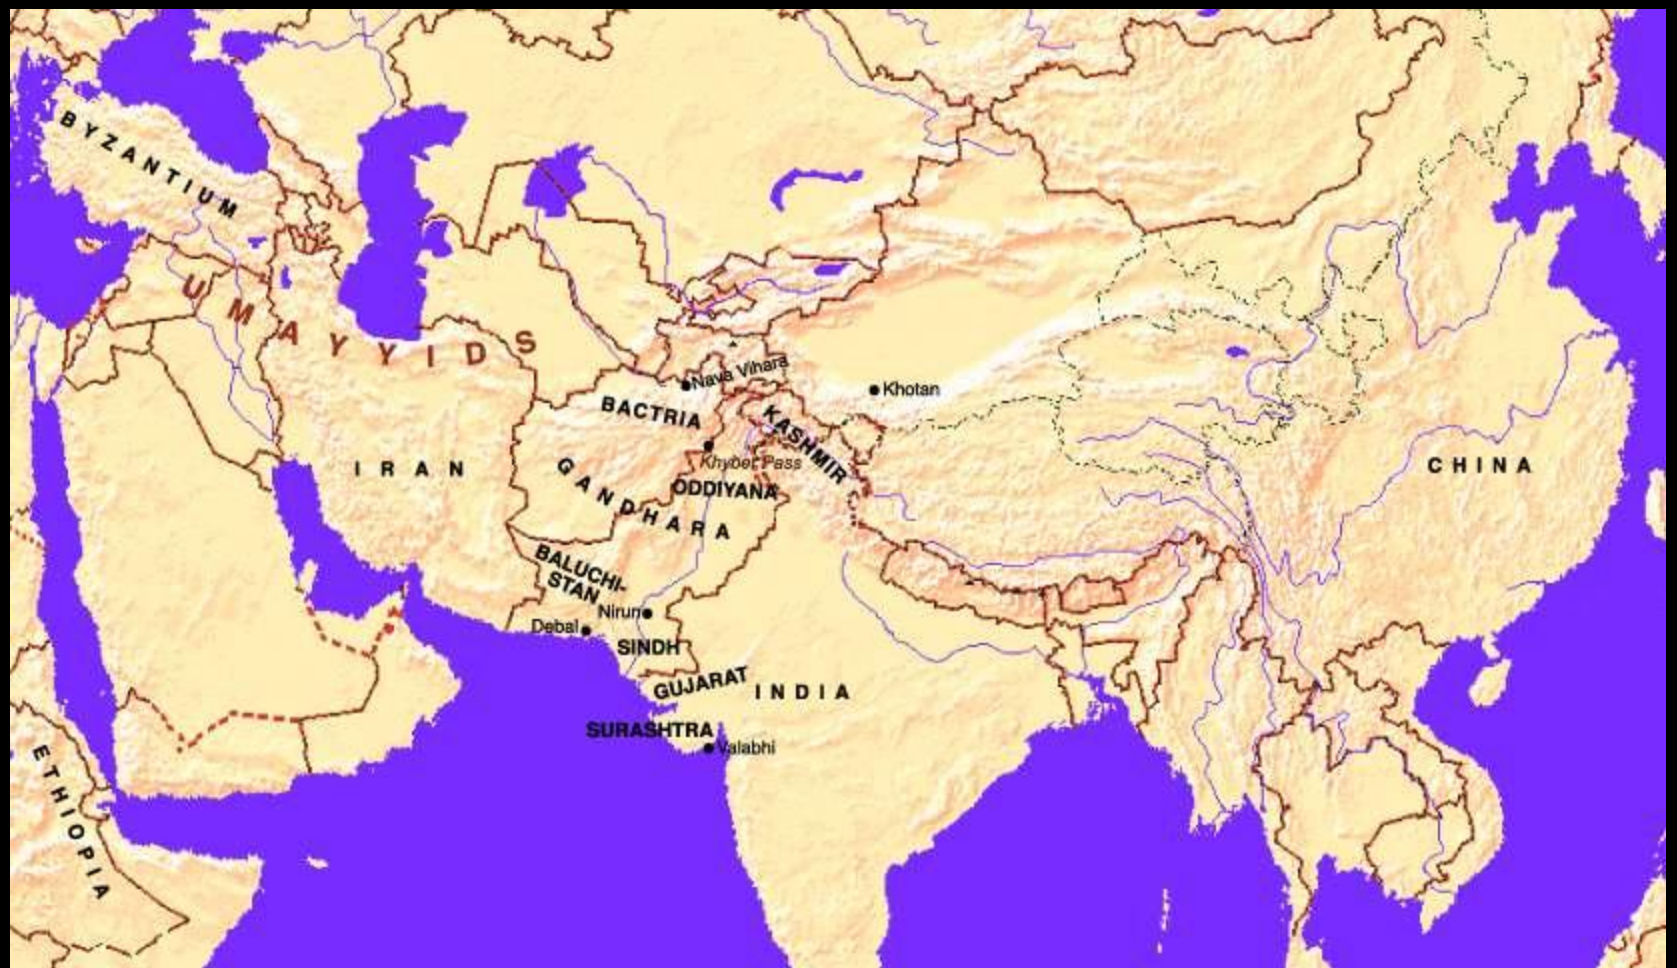 BYZANTIUM
UMAYYIDS
Nava Vihara
Khotan
BACTRIA
KASHMIR
Khyber Pass
IRAN
GANDHARA
ODDIYANA
CHINA
BALUCHI-
STAN
Nirun
Debal
SINDH
GUJARAT
INDIA
SURASHTRA
Valabhi
ETHIOPIA